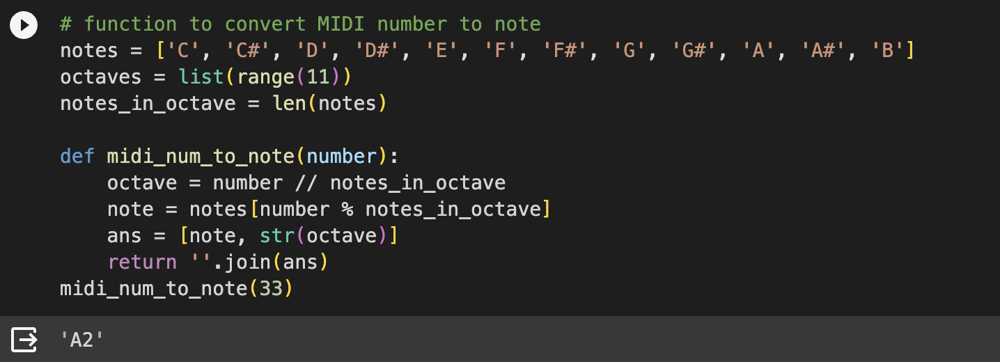 # function to convert MIDI number to note
notes = ['C', 'C#', 'D', 'D#', 'E', 'F', 'F#', 'G', 'G#', 'A', 'A#', 'B']
octaves = list(range(11))
notes_in_octave = len(notes)

def midi_num_to_note(number):
    octave = number // notes_in_octave
    note = notes[number % notes_in_octave]
    ans = [note, str(octave)]
    return ''.join(ans)
midi_num_to_note(33)
'A2'